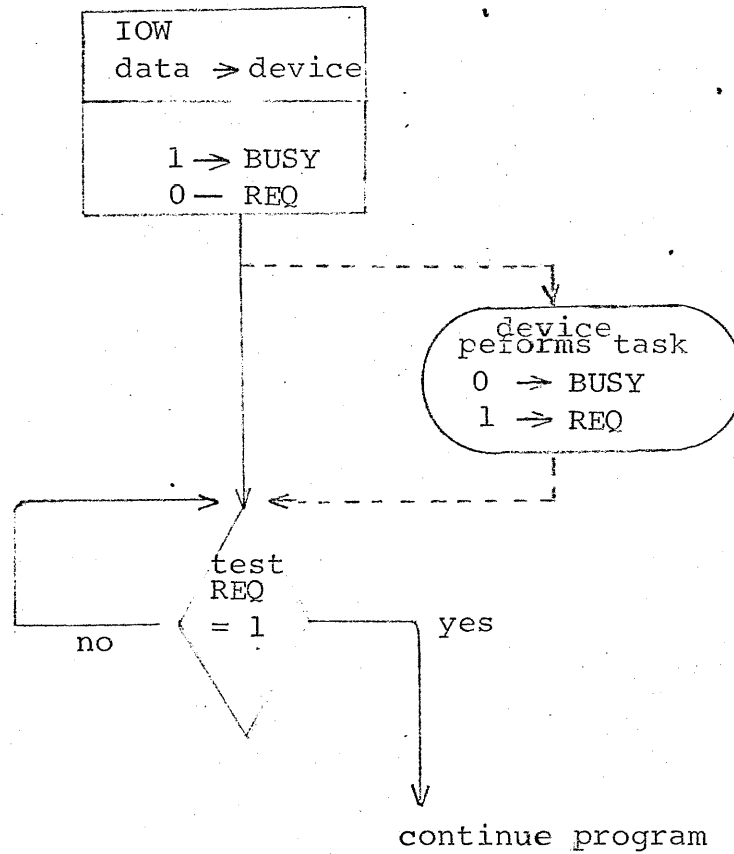 IOW
data → device
1 → BUSY
0 — REQ
device
peforms task
0 → BUSY
1 → REQ
test
REQ
= 1
no
yes
continue program